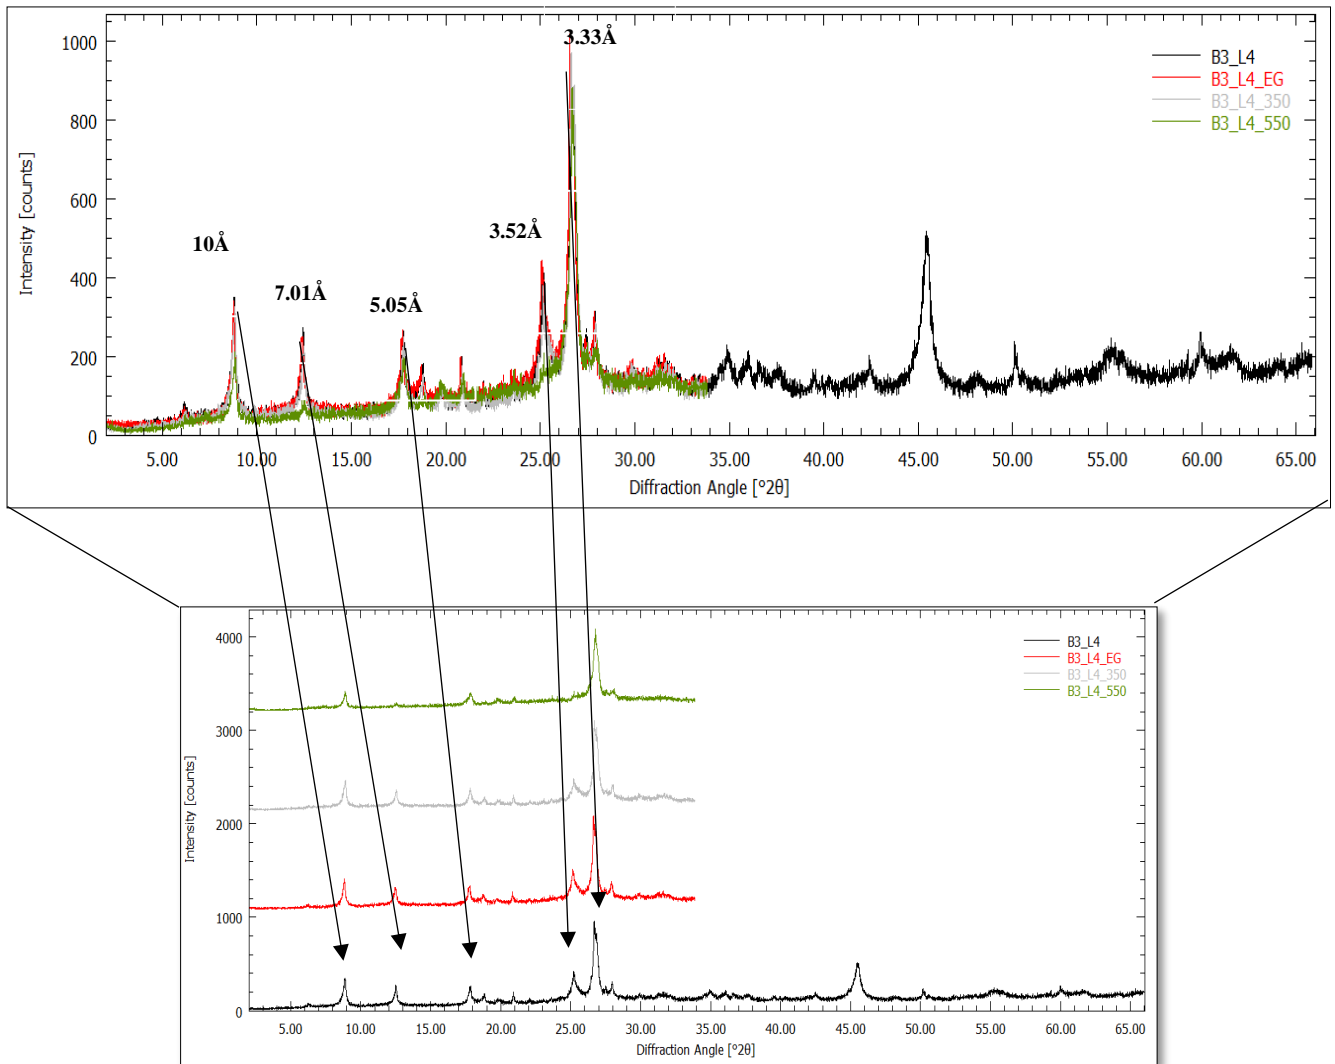 3.33Å
B3_L4
B3_L4_EG
B3_L4_350
B3_L4_550
3.52Å
10Å
7.01Å
5.05Å
Intensity [counts]
1000
800
600
400
200
0
5.00 10.00 15.00 20.00 25.00 30.00 35.00 40.00 45.00 50.00 55.00 60.00 65.00
Diffraction Angle [°2θ]
B3_L4
B3_L4_EG
B3_L4_350
B3_L4_550
Intensity [counts]
4000
3000
2000
1000
0
5.00 10.00 15.00 20.00 25.00 30.00 35.00 40.00 45.00 50.00 55.00 60.00 65.00
Diffraction Angle [°2θ]